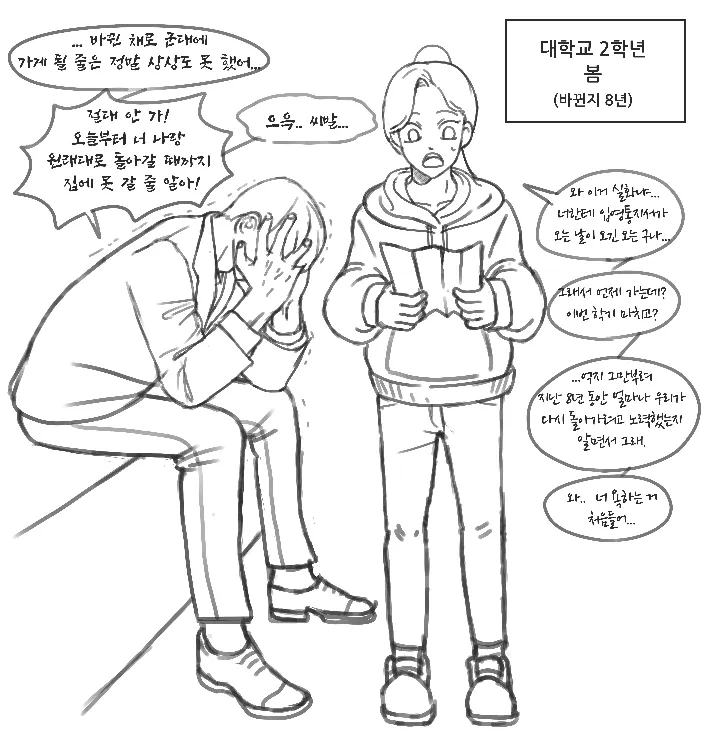 대학교 2학년
봄
(바뀐지 8년)
... 바뀐 채로 군대에
가게 될 줄은 정말 상상도 못 했어...
절대 안 가!
오늘부터 너 나랑
원래대로 돌아갈 때까지
집에 못 갈 줄 알아!
으윽.. 씨발...
와 이거 실화냐...
너한테 입영통지서가
오는 날이 오긴 오는구나...
그래서 언제 가는데?
이번 학기 마치고?
...억지 그만부려
지난 8년 동안 얼마나 우리가
다시 돌아가려고 노력했는지
알면서 그래.
와.. 너 욕하는 거
처음들어...